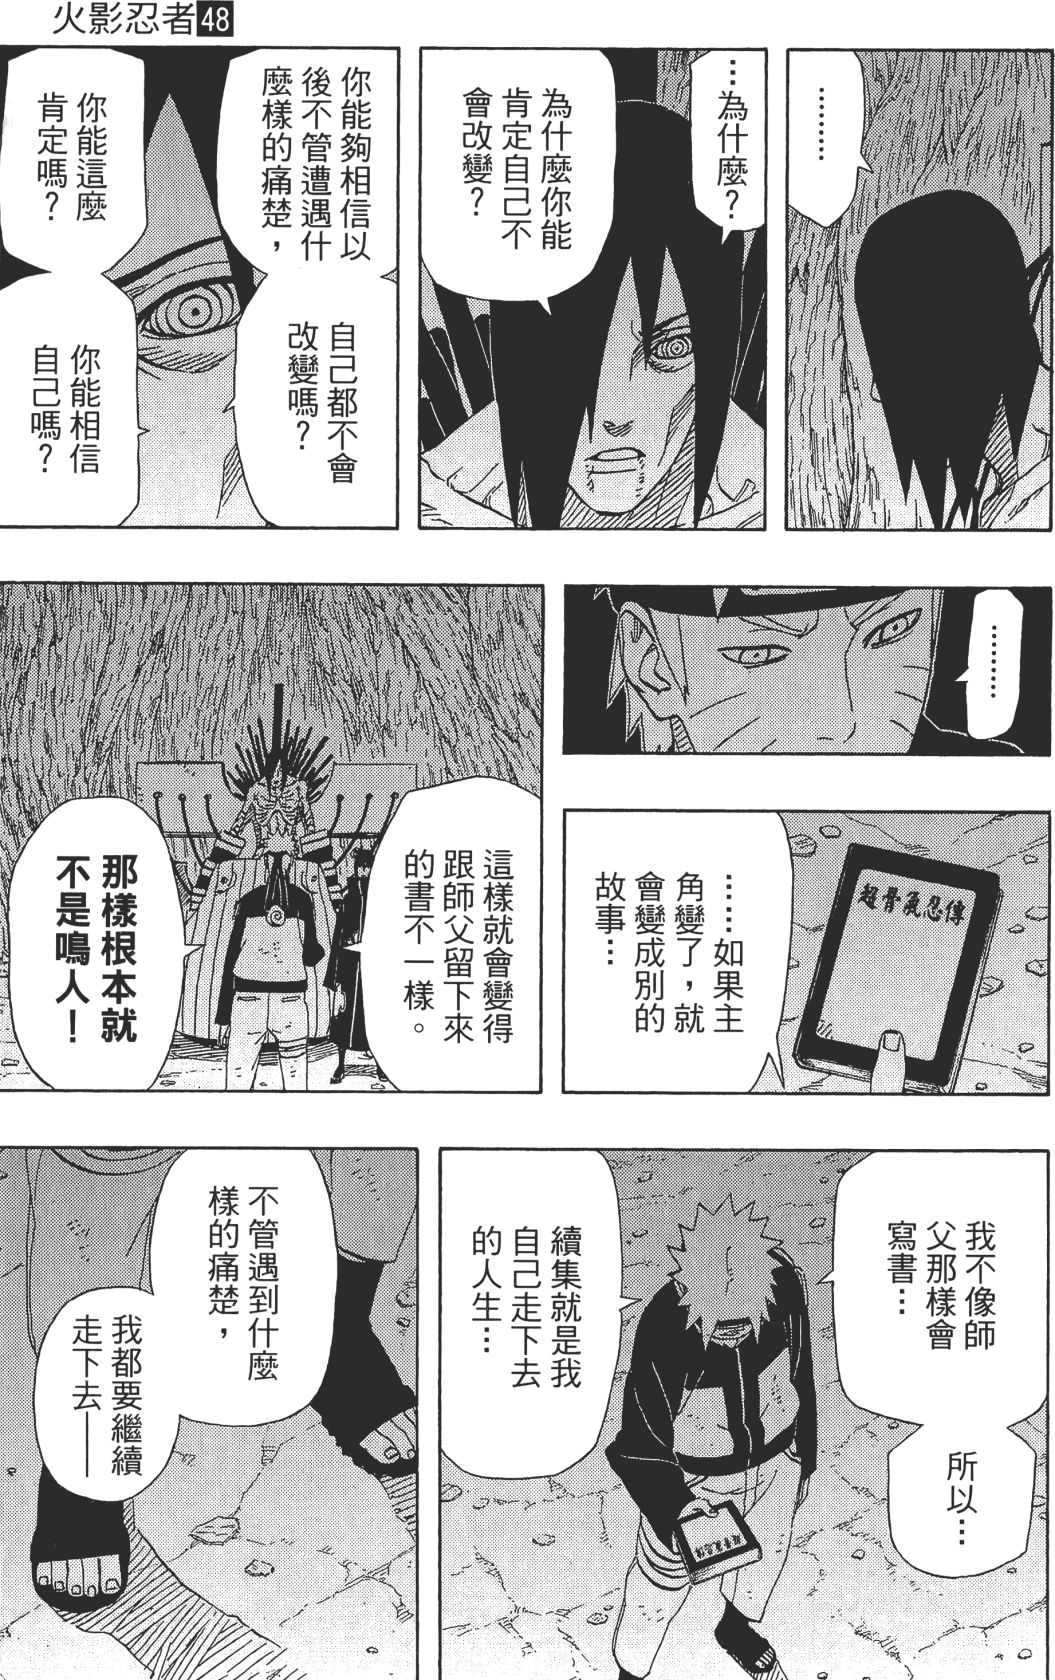 火影忍者48
………
…為什麼？
為什麼你能
肯定自己不
會改變？
你能夠相信以
後不管遭遇什
麼樣的痛楚，
自己都不會
改變嗎？
你能這麼
肯定嗎？
你能相信
自己嗎？
………
超骨氣忍傳
……如果主
角變了，就
會變成別的
故事…
這樣就會變得
跟師父留下來
的書不一樣。
那樣根本就
不是鳴人！
我不像師
父那樣會
寫書…
所以…
續集就是我
自己走下去
的人生…
超骨氣忍傳
不管遇到什麼
樣的痛楚，
我都要繼續
走下去——